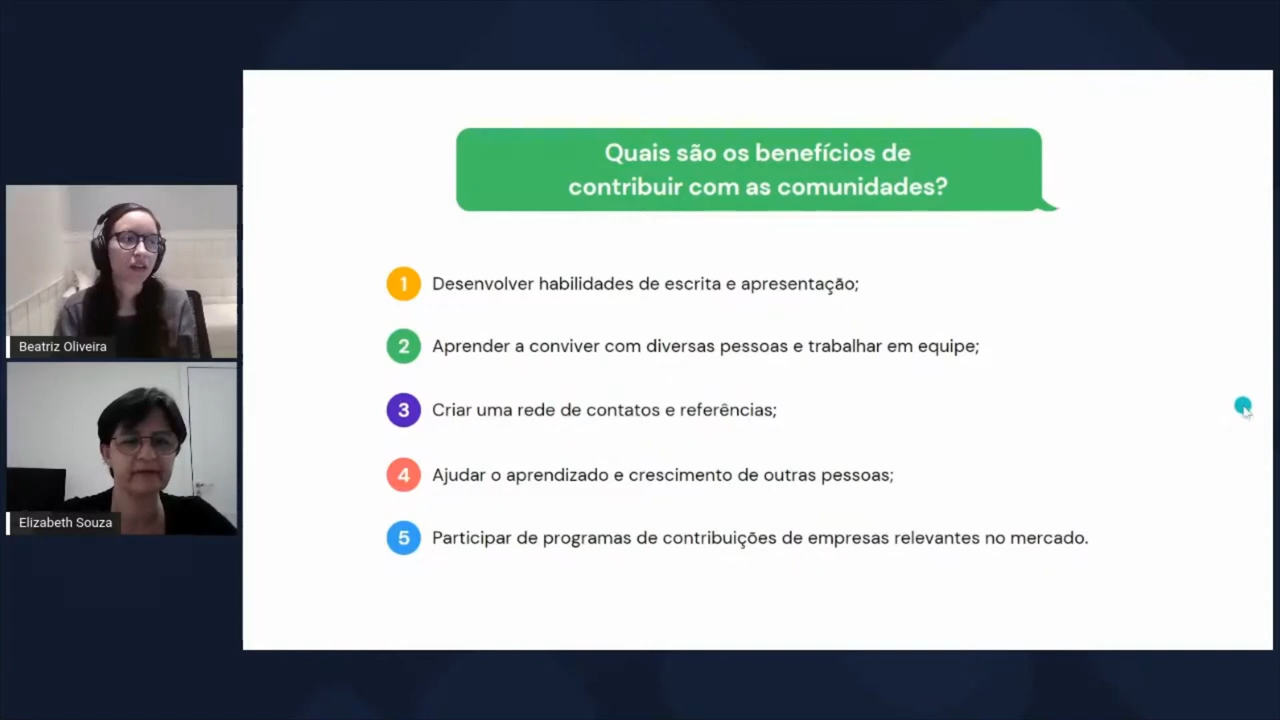 Quais são os benefícios de
contribuir com as comunidades?
1 Desenvolver habilidades de escrita e apresentação;
2 Aprender a conviver com diversas pessoas e trabalhar em equipe;
3 Criar uma rede de contatos e referências;
4 Ajudar o aprendizado e crescimento de outras pessoas;
5 Participar de programas de contribuições de empresas relevantes no mercado.
Beatriz Oliveira
Elizabeth Souza